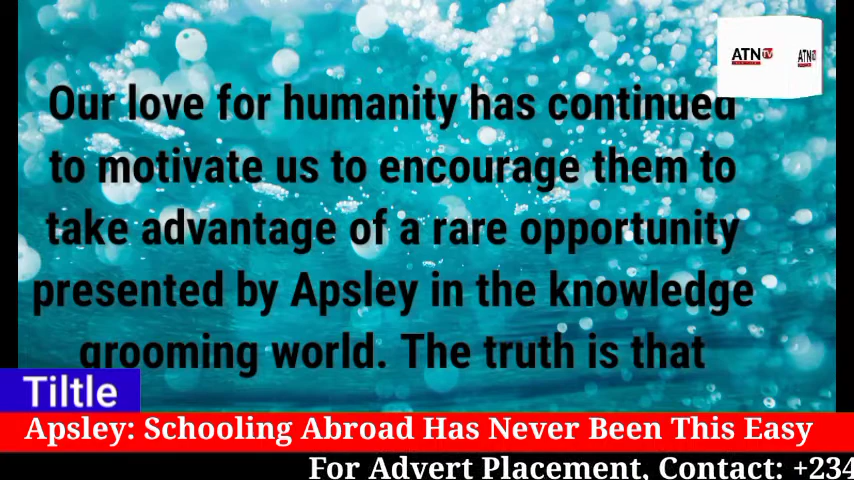 ATN TV
ATN
Our love for humanity has continued
to motivate us to encourage them to
take advantage of a rare opportunity
presented by Apsley in the knowledge
grooming world. The truth is that
Tiltle
Apsley: Schooling Abroad Has Never Been This Easy
For Advert Placement, Contact: +234